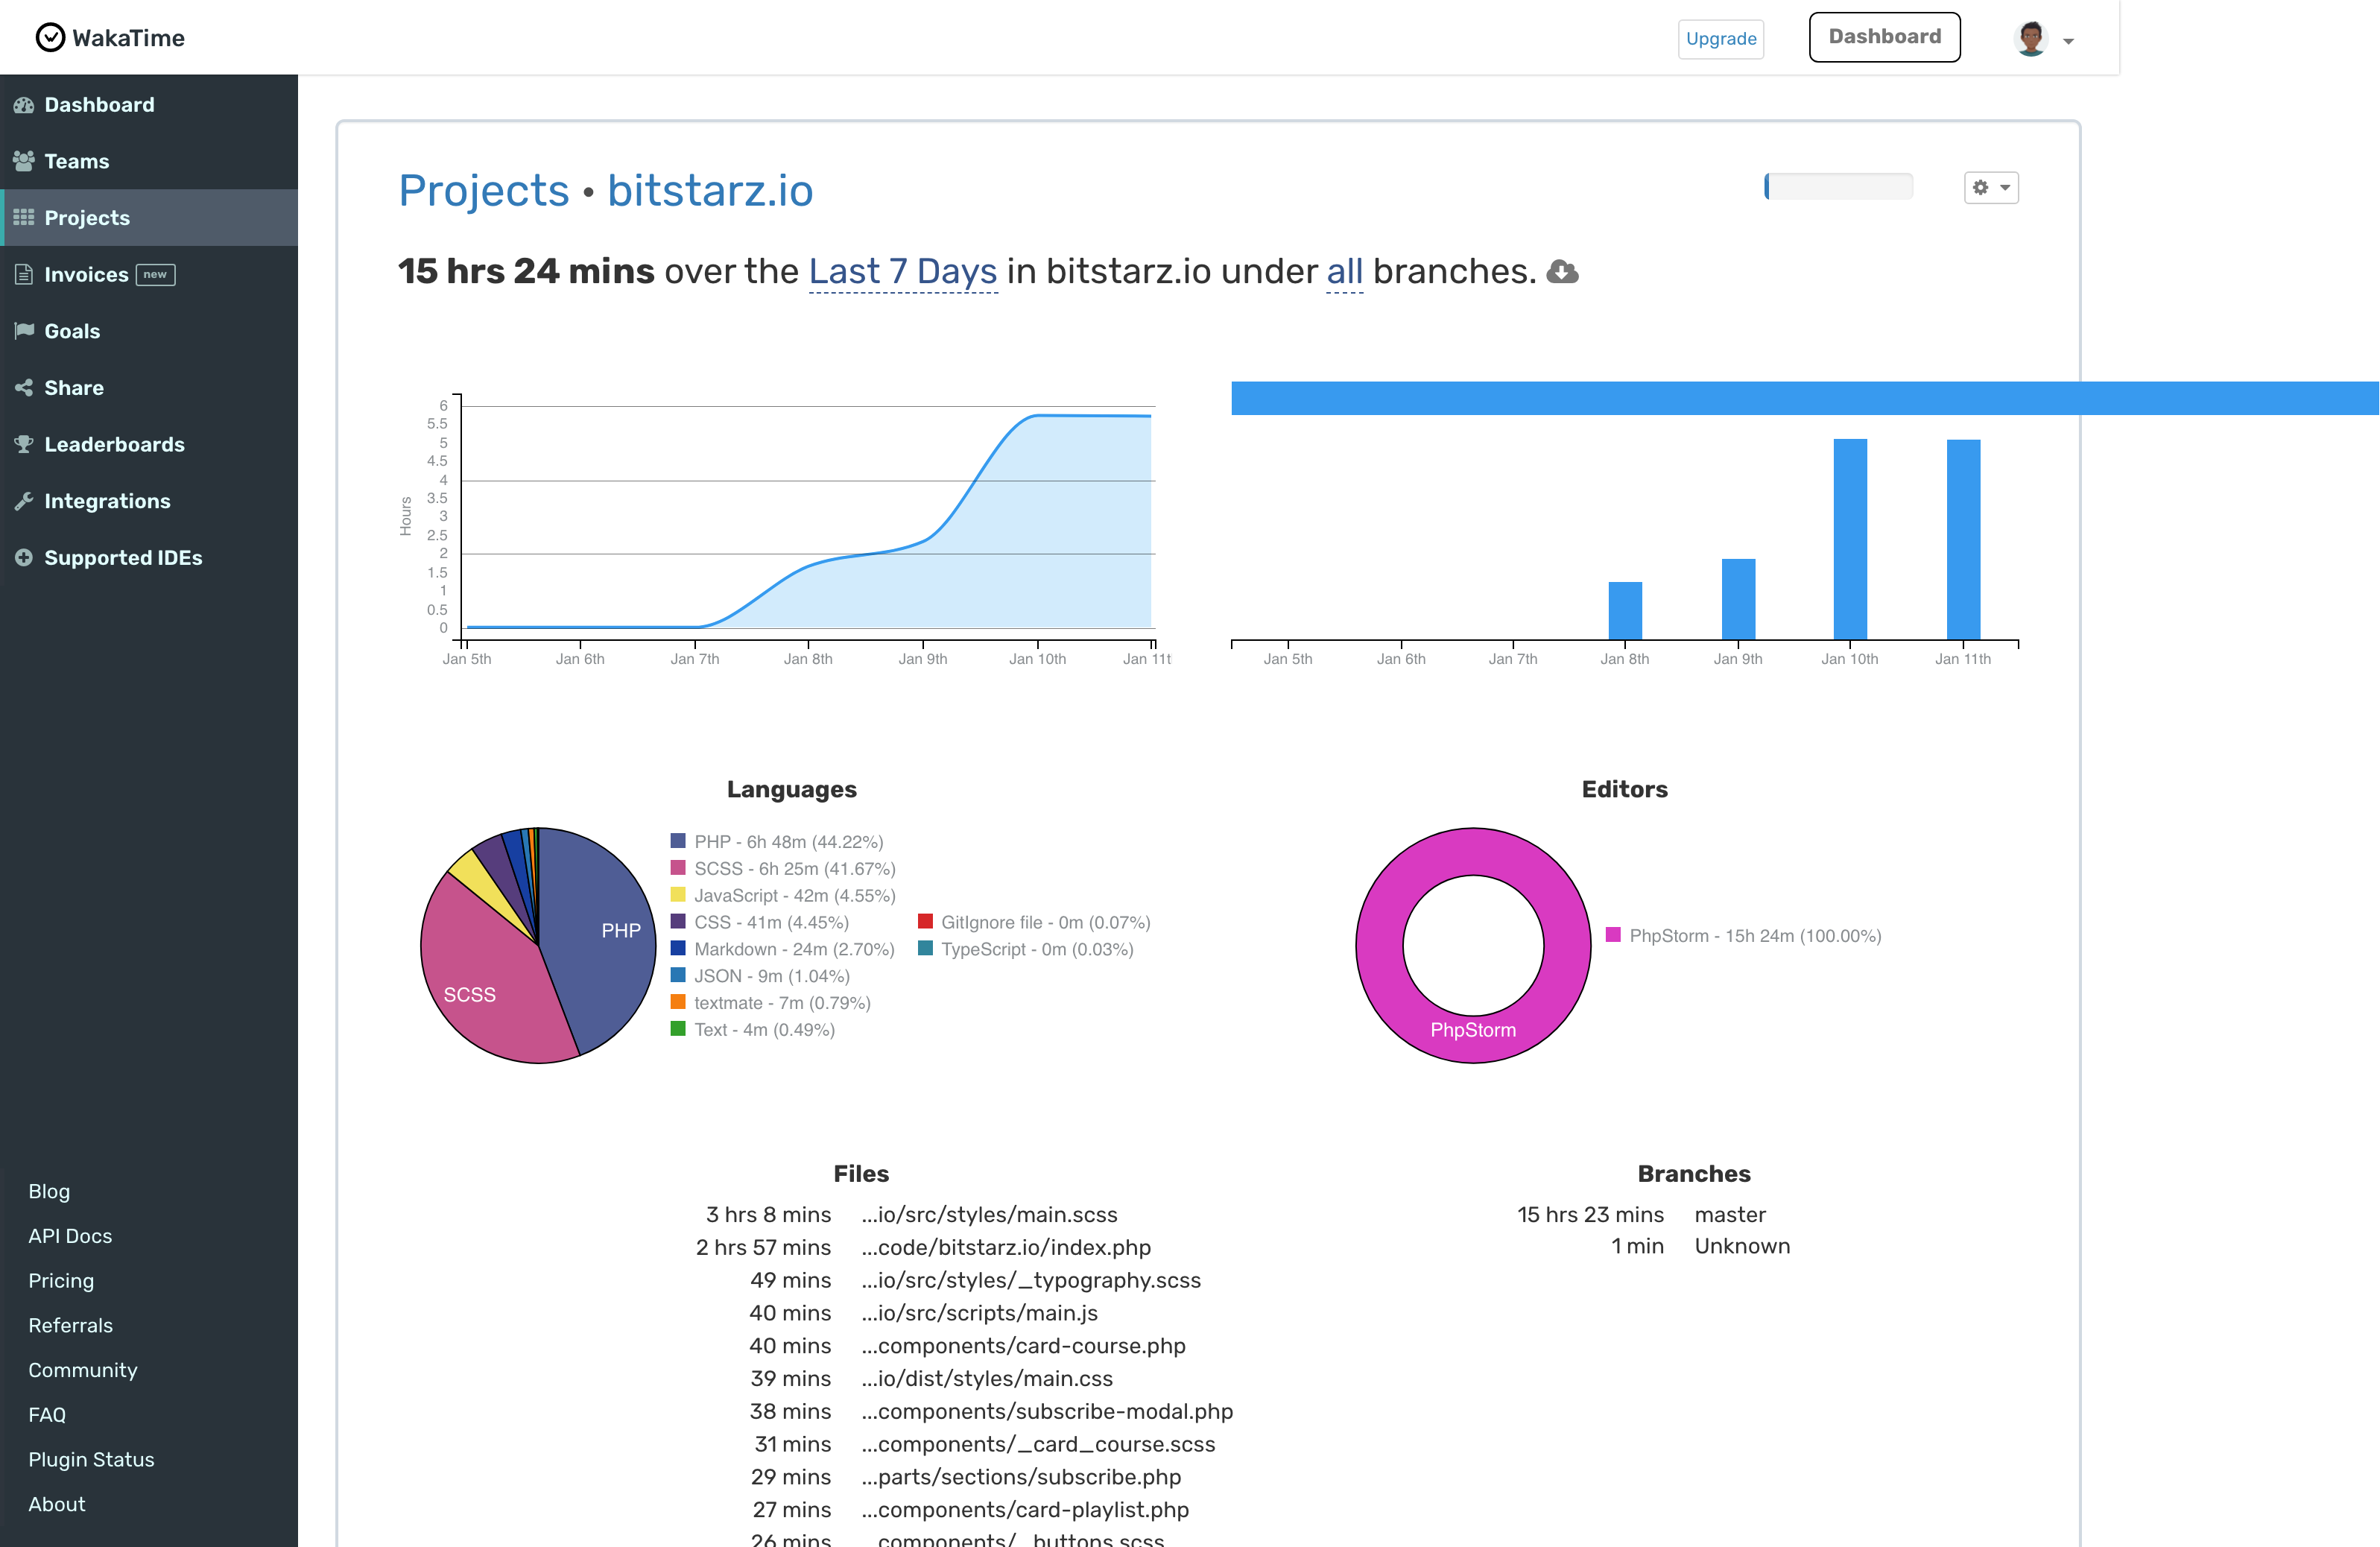 WakaTime
Upgrade
Dashboard
Dashboard
Teams
Projects
Invoices new
Goals
Share
Leaderboards
Integrations
Supported IDEs
Blog
API Docs
Pricing
Referrals
Community
FAQ
Plugin Status
About
Projects • bitstarz.io
15 hrs 24 mins over the Last 7 Days in bitstarz.io under all branches.
Hours
6
5.5
5
4.5
4
3.5
3
2.5
2
1.5
1
0.5
0
Jan 5th Jan 6th Jan 7th Jan 8th Jan 9th Jan 10th Jan 11t
Jan 5th Jan 6th Jan 7th Jan 8th Jan 9th Jan 10th Jan 11th
Languages
PHP
SCSS
PHP - 6h 48m (44.22%)
SCSS - 6h 25m (41.67%)
JavaScript - 42m (4.55%)
CSS - 41m (4.45%)
Markdown - 24m (2.70%)
JSON - 9m (1.04%)
textmate - 7m (0.79%)
Text - 4m (0.49%)
GitIgnore file - 0m (0.07%)
TypeScript - 0m (0.03%)
Editors
PhpStorm
PhpStorm - 15h 24m (100.00%)
Files
3 hrs 8 mins ...io/src/styles/main.scss
2 hrs 57 mins ...code/bitstarz.io/index.php
49 mins ...io/src/styles/_typography.scss
40 mins ...io/src/scripts/main.js
40 mins ...components/card-course.php
39 mins ...io/dist/styles/main.css
38 mins ...components/subscribe-modal.php
31 mins ...components/_card_course.scss
29 mins ...parts/sections/subscribe.php
27 mins ...components/card-playlist.php
26 mins ...components/_buttons.scss
Branches
15 hrs 23 mins master
1 min Unknown